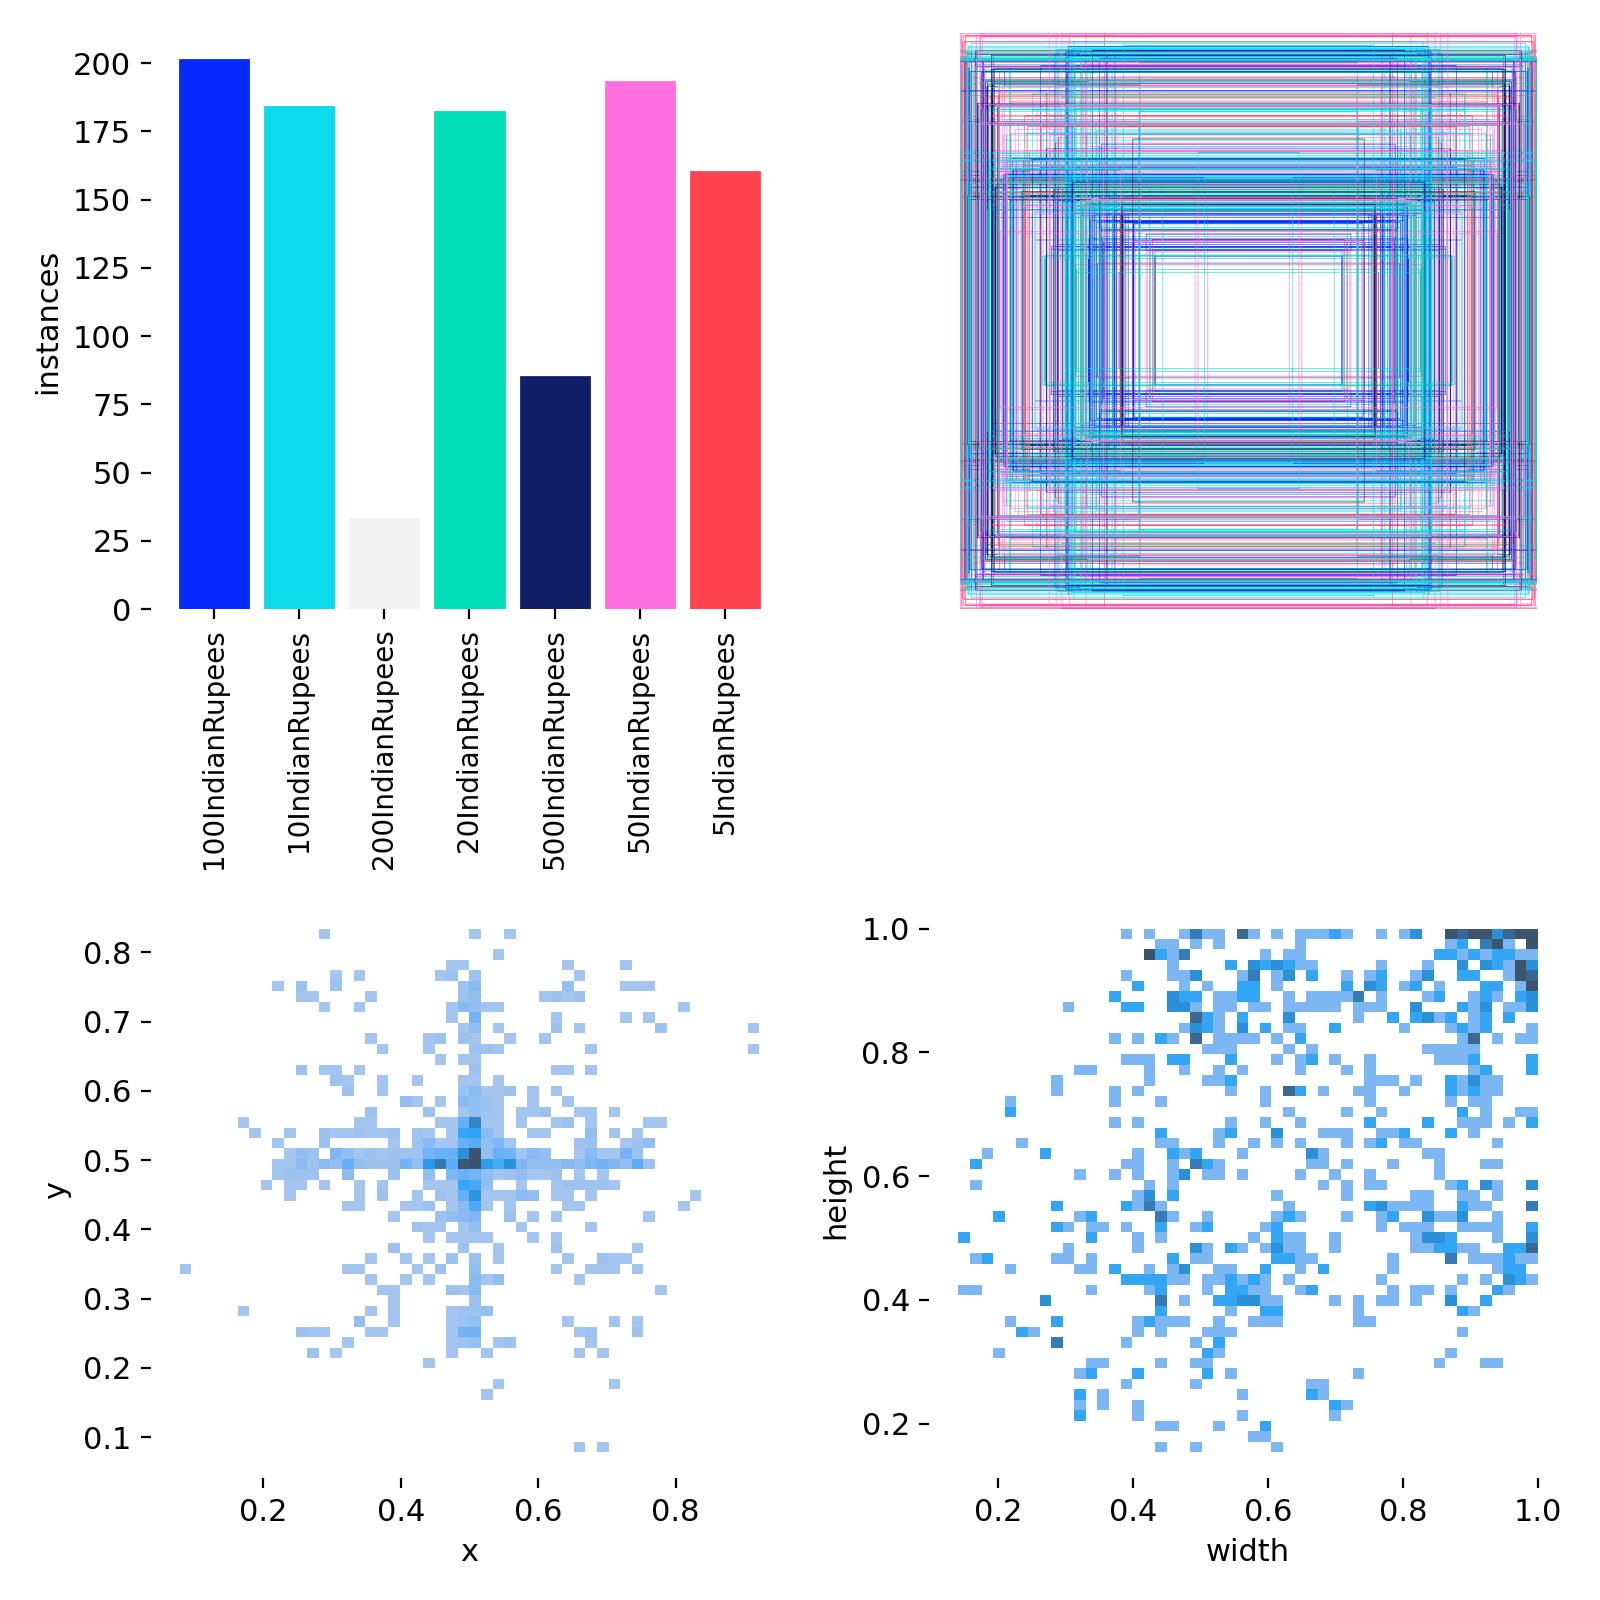 instances
200
175
150
125
100
75
50
25
0
100IndianRupees
10IndianRupees
200IndianRupees
20IndianRupees
500IndianRupees
50IndianRupees
5IndianRupees
y
0.8
0.7
0.6
0.5
0.4
0.3
0.2
0.1
0.2 0.4 0.6 0.8
x
height
1.0
0.8
0.6
0.4
0.2
0.2 0.4 0.6 0.8 1.0
width